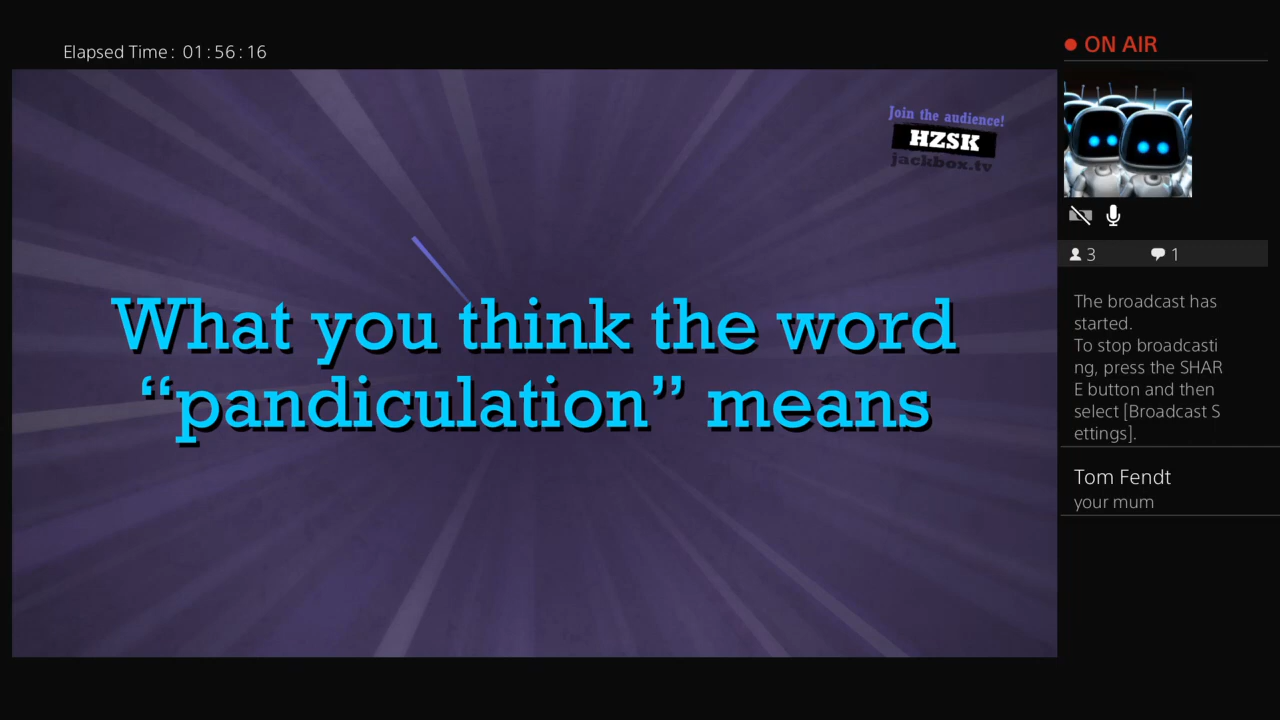 Elapsed Time: 01:56:16
ON AIR
Join the audience!
HZSK
jackbox.tv
3 1
What you think the word
“pandiculation” means
The broadcast has
started.
To stop broadcasti
ng, press the SHAR
E button and then
select [Broadcast S
ettings].
Tom Fendt
your mum